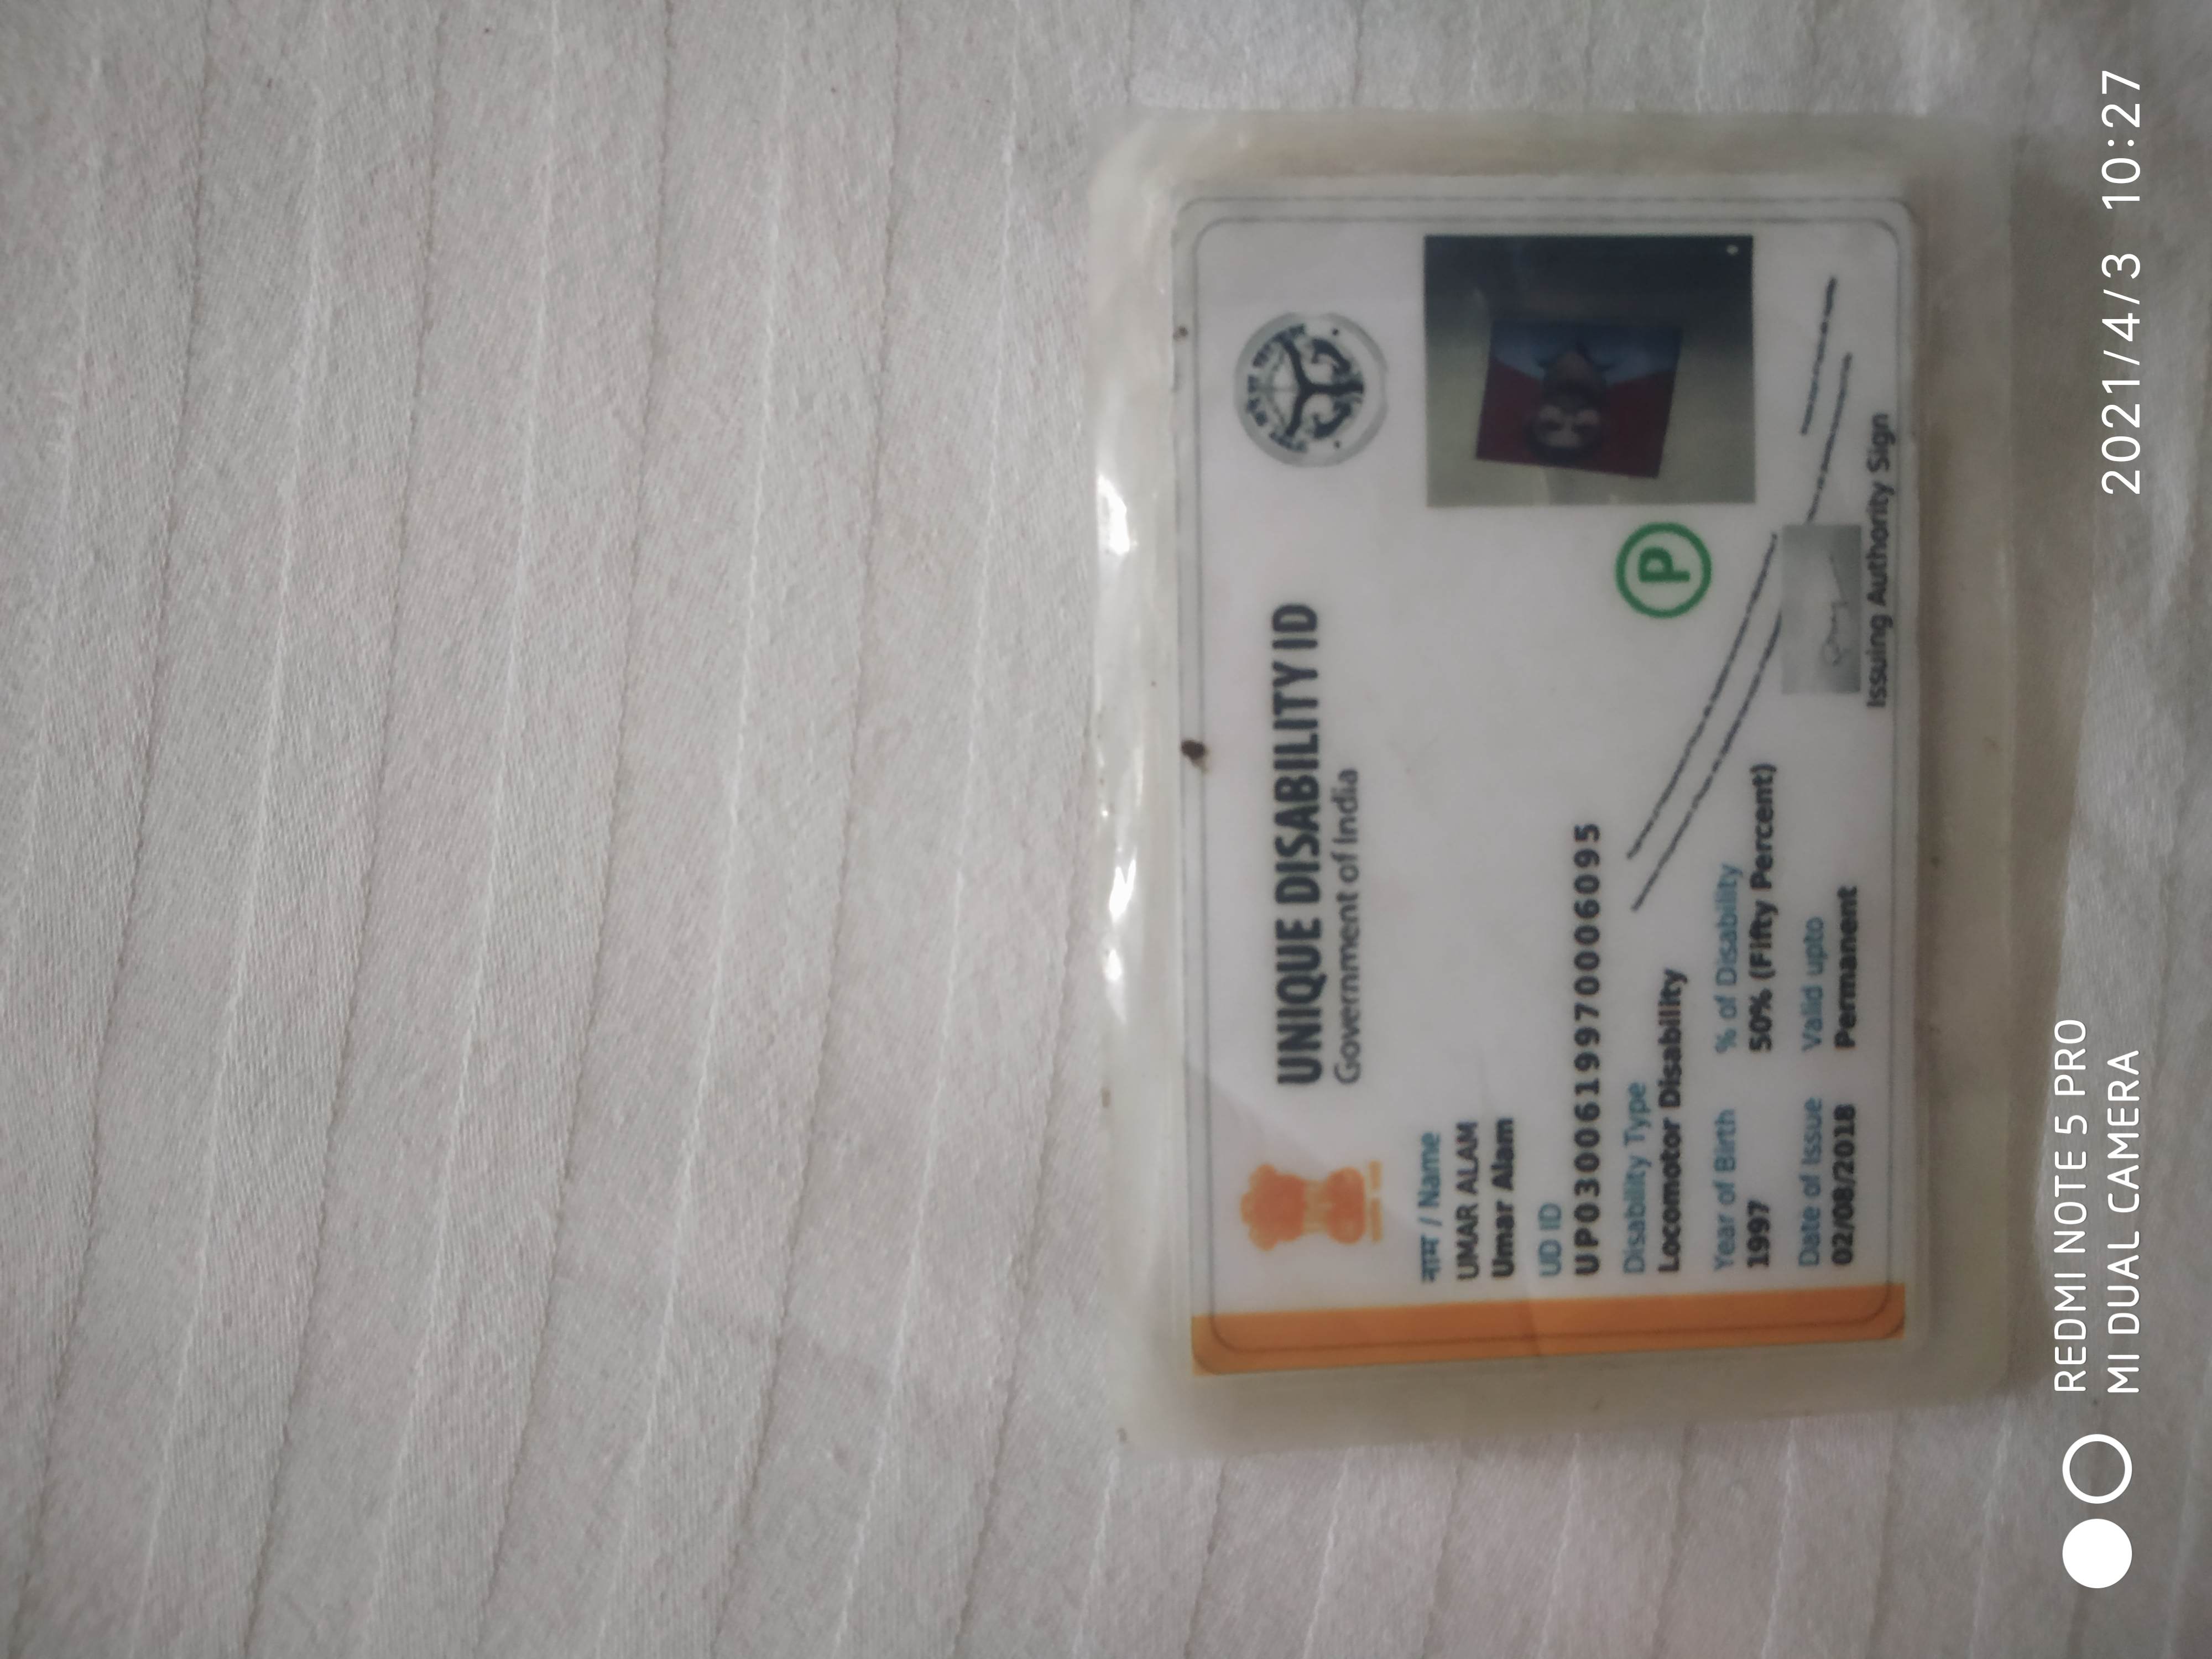 UNIQUE DISABILITY ID
Government of India
नाम / Name
UMAR ALAM
Umar Alam
UD ID
UP0300619970006095
Disability Type
Locomotor Disability
Year of Birth % of Disability
1997 50% (Fifty Percent)
Date of Issue Valid upto
02/08/2018 Permanent
P
Issuing Authority Sign
REDMI NOTE 5 PRO
MI DUAL CAMERA
2021/4/3 10:27